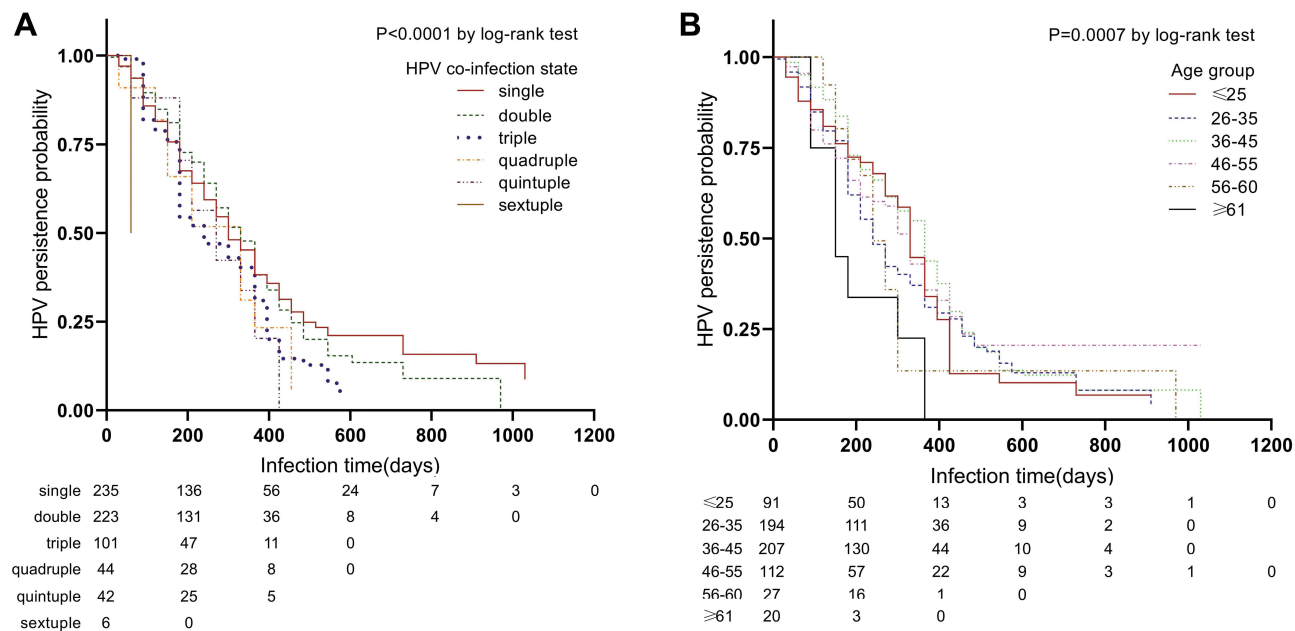 A
P<0.0001 by log-rank test
HPV co-infection state
single
double
triple
quadruple
quintuple
sextuple
HPV persistence probability
1.00
0.75
0.50
0.25
0.00
0 200 400 600 800 1000 1200
Infection time(days)
single 235 136 56 24 7 3 0
double 223 131 36 8 4 0
triple 101 47 11 0
quadruple 44 28 8 0
quintuple 42 25 5
sextuple 6 0
B
P=0.0007 by log-rank test
Age group
⩽25
26-35
36-45
46-55
56-60
⩾61
HPV persistence probability
1.00
0.75
0.50
0.25
0.00
0 200 400 600 800 1000 1200
Infection time(days)
⩽25 91 50 13 3 3 1 0
26-35 194 111 36 9 2 0
36-45 207 130 44 10 4 0
46-55 112 57 22 9 3 1 0
56-60 27 16 1 0
⩾61 20 3 0